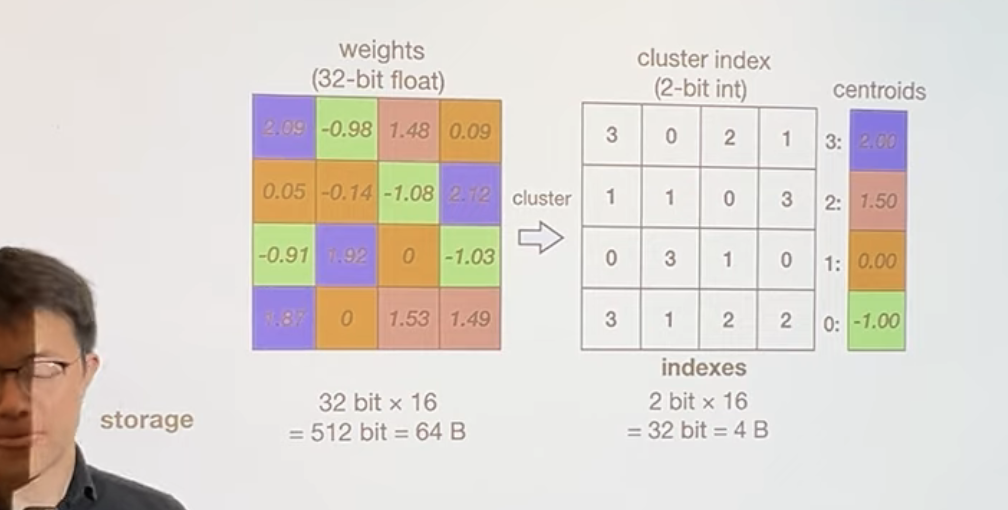 weights
(32-bit float)
2.09 -0.98 1.48 0.09
0.05 -0.14 -1.08 2.12
-0.91 1.92 0 -1.03
1.87 0 1.53 1.49
cluster
cluster index
(2-bit int)
3 0 2 1
1 1 0 3
0 3 1 0
3 1 2 2
indexes
centroids
3: 2.00
2: 1.50
1: 0.00
0: -1.00
storage
32 bit × 16
= 512 bit = 64 B
2 bit × 16
= 32 bit = 4 B